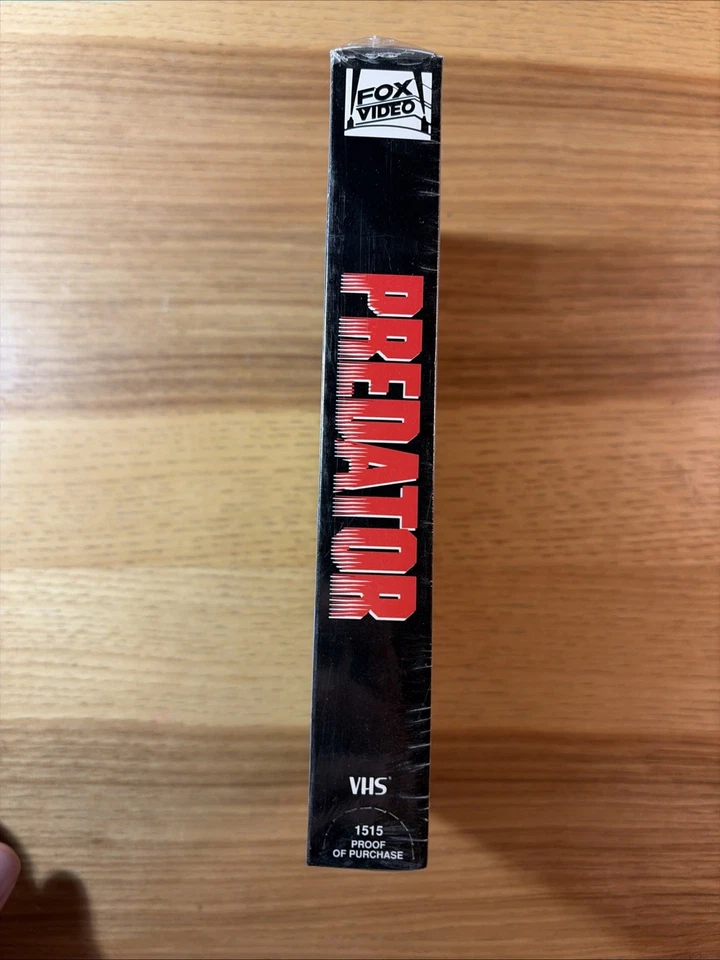 FOX
VIDEO
PREDATOR
VHS
1515
PROOF
OF PURCHASE